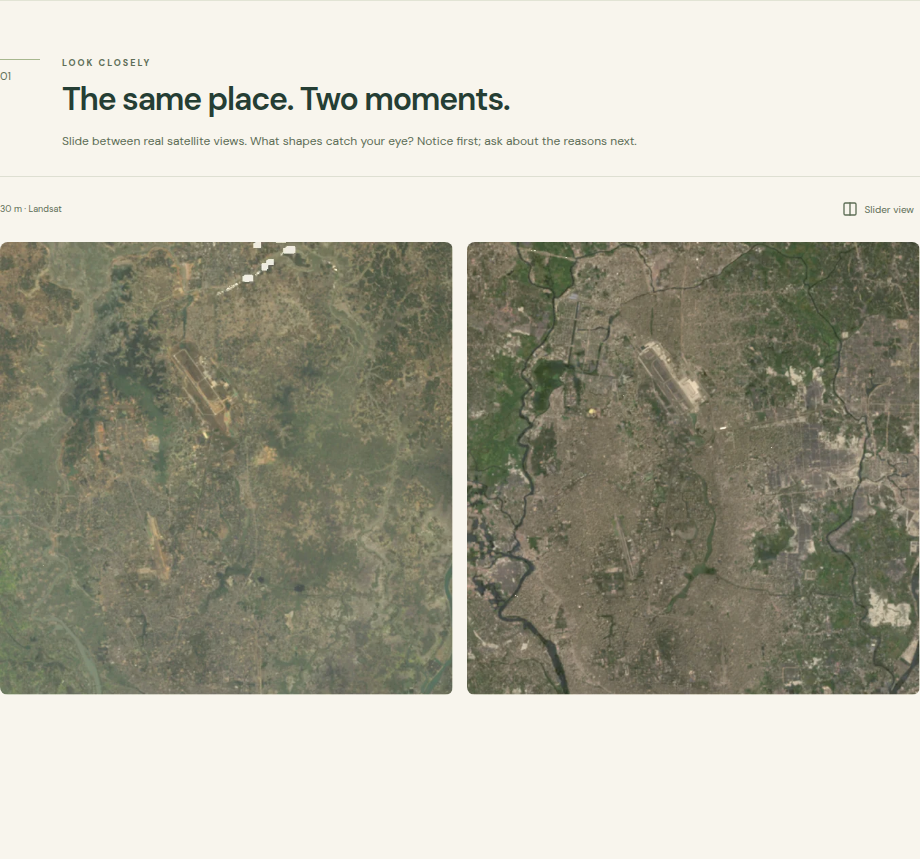 LOOK CLOSELY
01
The same place. Two moments.
Slide between real satellite views. What shapes catch your eye? Notice first; ask about the reasons next.
30 m · Landsat
Slider view